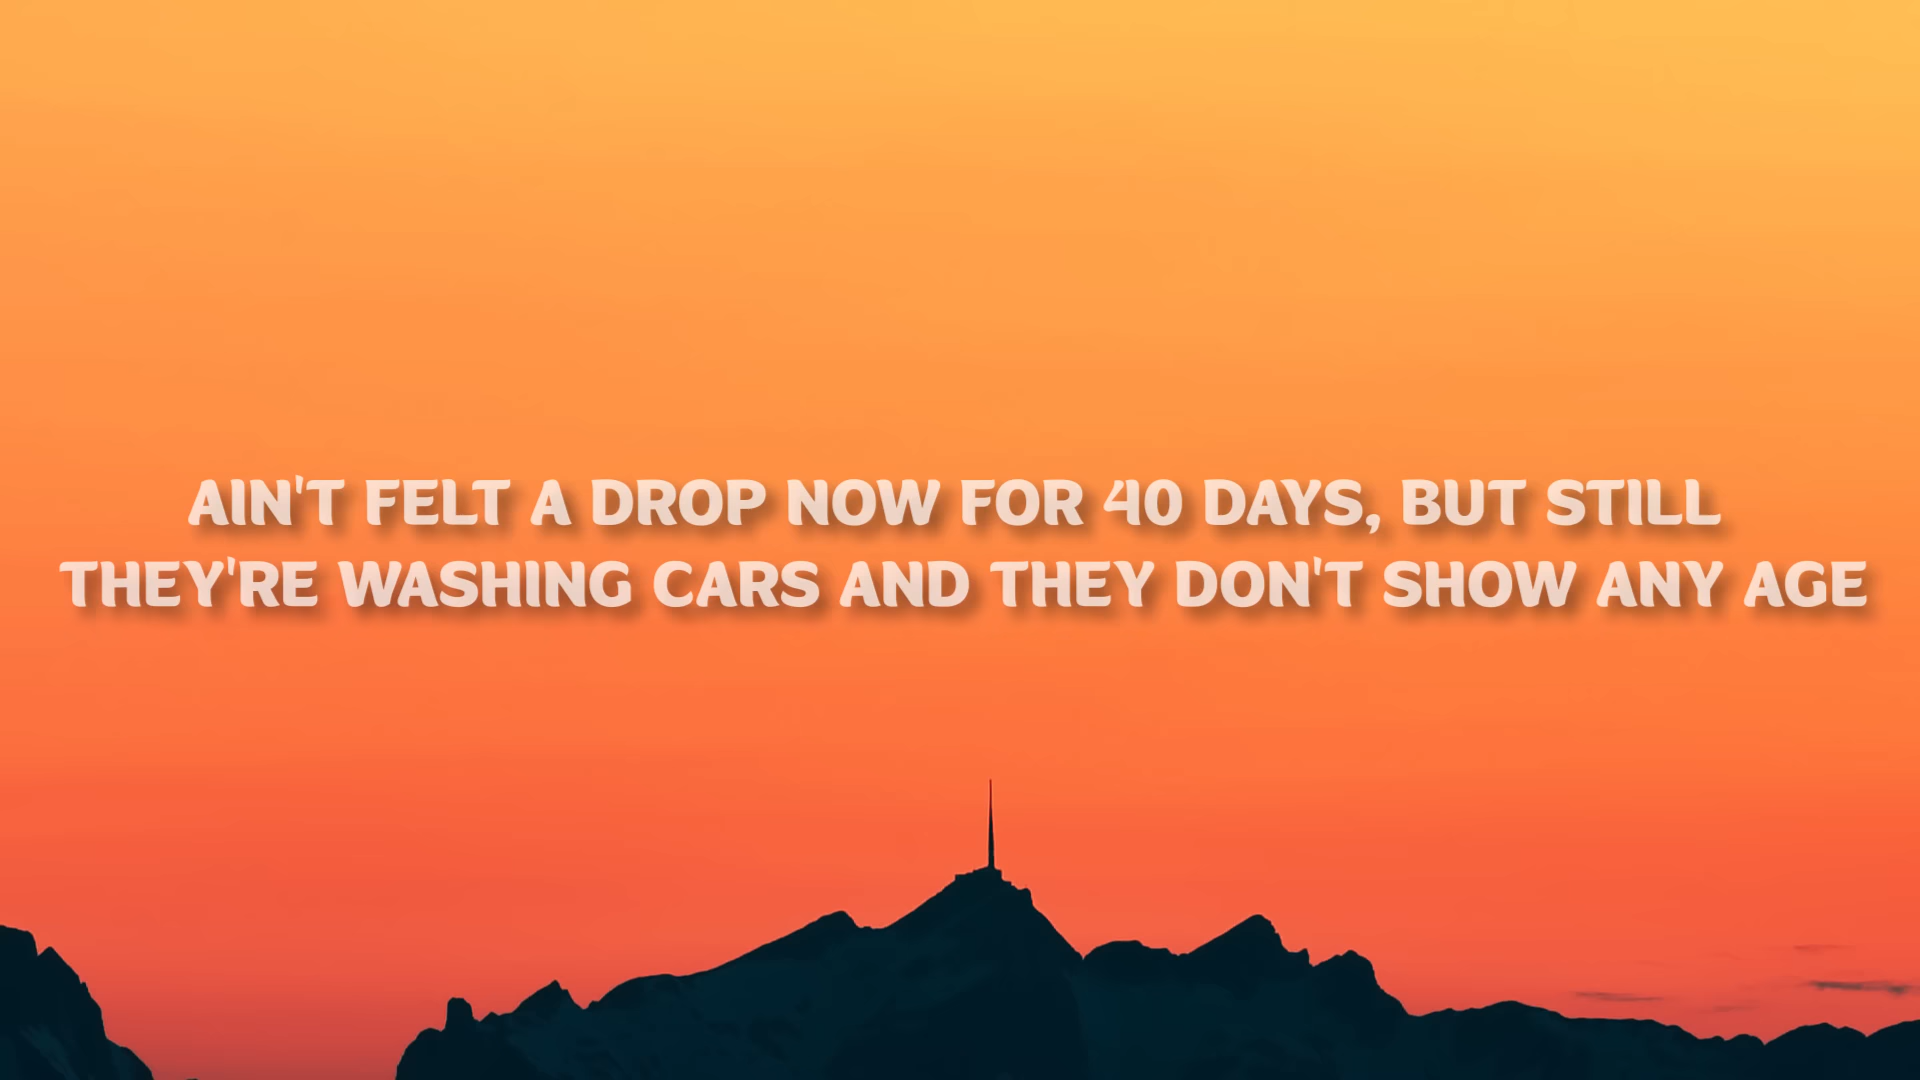 AIN'T FELT A DROP NOW FOR 40 DAYS, BUT STILL
THEY'RE WASHING CARS AND THEY DON'T SHOW ANY AGE